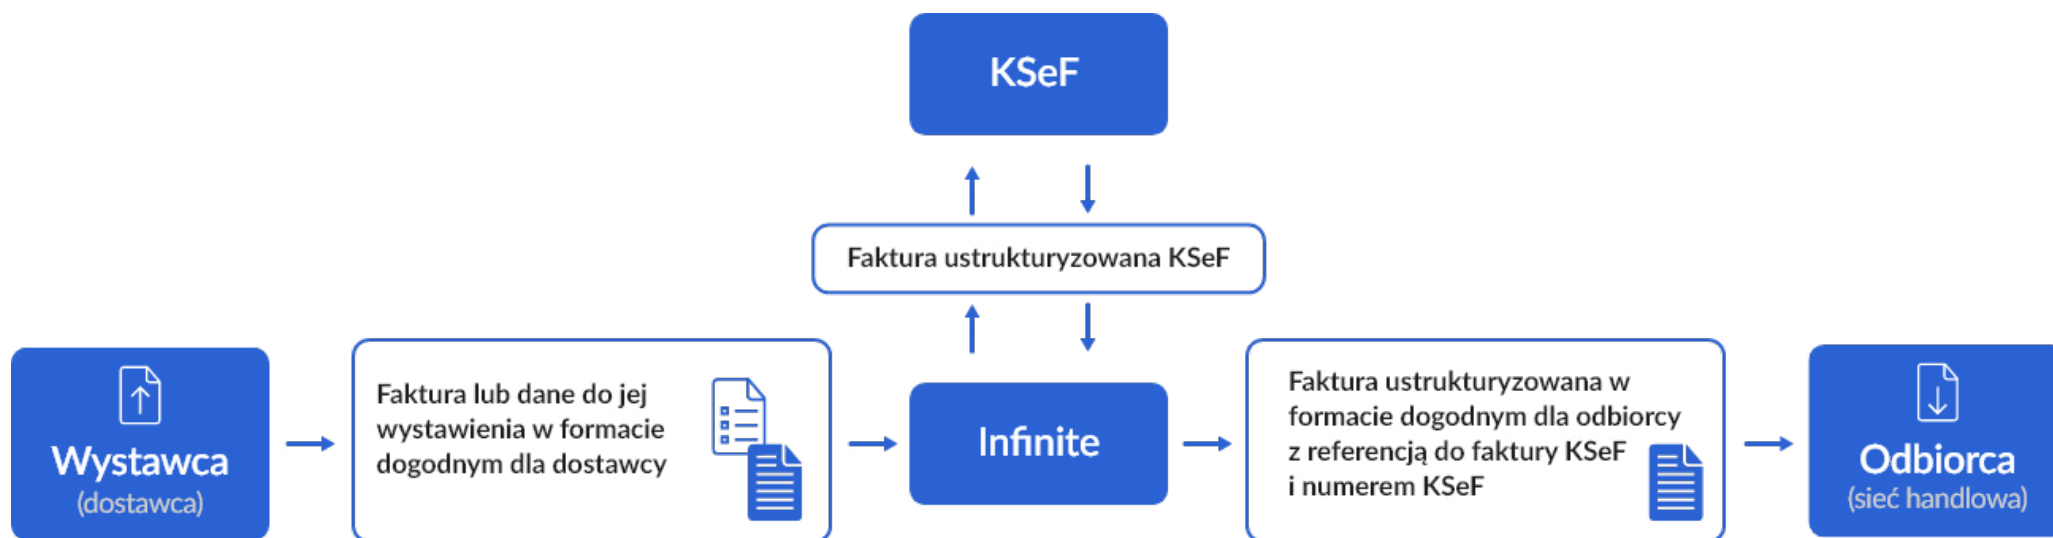 KSeF
Faktura ustrukturyzowana KSeF
Wystawca
(dostawca)
Faktura lub dane do jej
wystawienia w formacie
dogodnym dla dostawcy
Infinite
Faktura ustrukturyzowana w
formacie dogodnym dla odbiorcy
z referencją do faktury KSeF
i numerem KSeF
Odbiorca
(sieć handlowa)